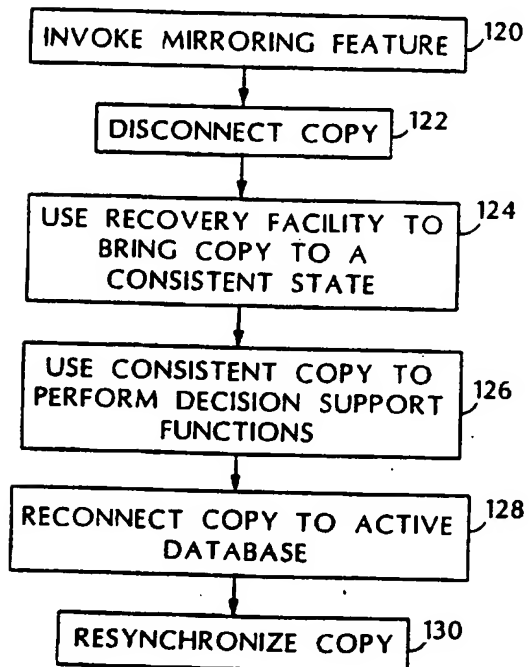 INVOKE MIRRORING FEATURE
120
DISCONNECT COPY
122
USE RECOVERY FACILITY TO
BRING COPY TO A
CONSISTENT STATE
124
USE CONSISTENT COPY TO
PERFORM DECISION SUPPORT
FUNCTIONS
126
RECONNECT COPY TO ACTIVE
DATABASE
128
RESYNCHRONIZE COPY
130